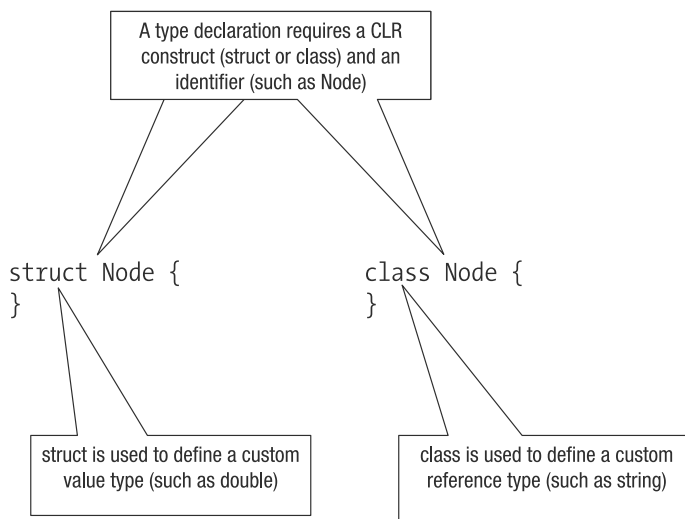 A type declaration requires a CLR
construct (struct or class) and an
identifier (such as Node)
struct Node {
}
class Node {
}
struct is used to define a custom
value type (such as double)
class is used to define a custom
reference type (such as string)